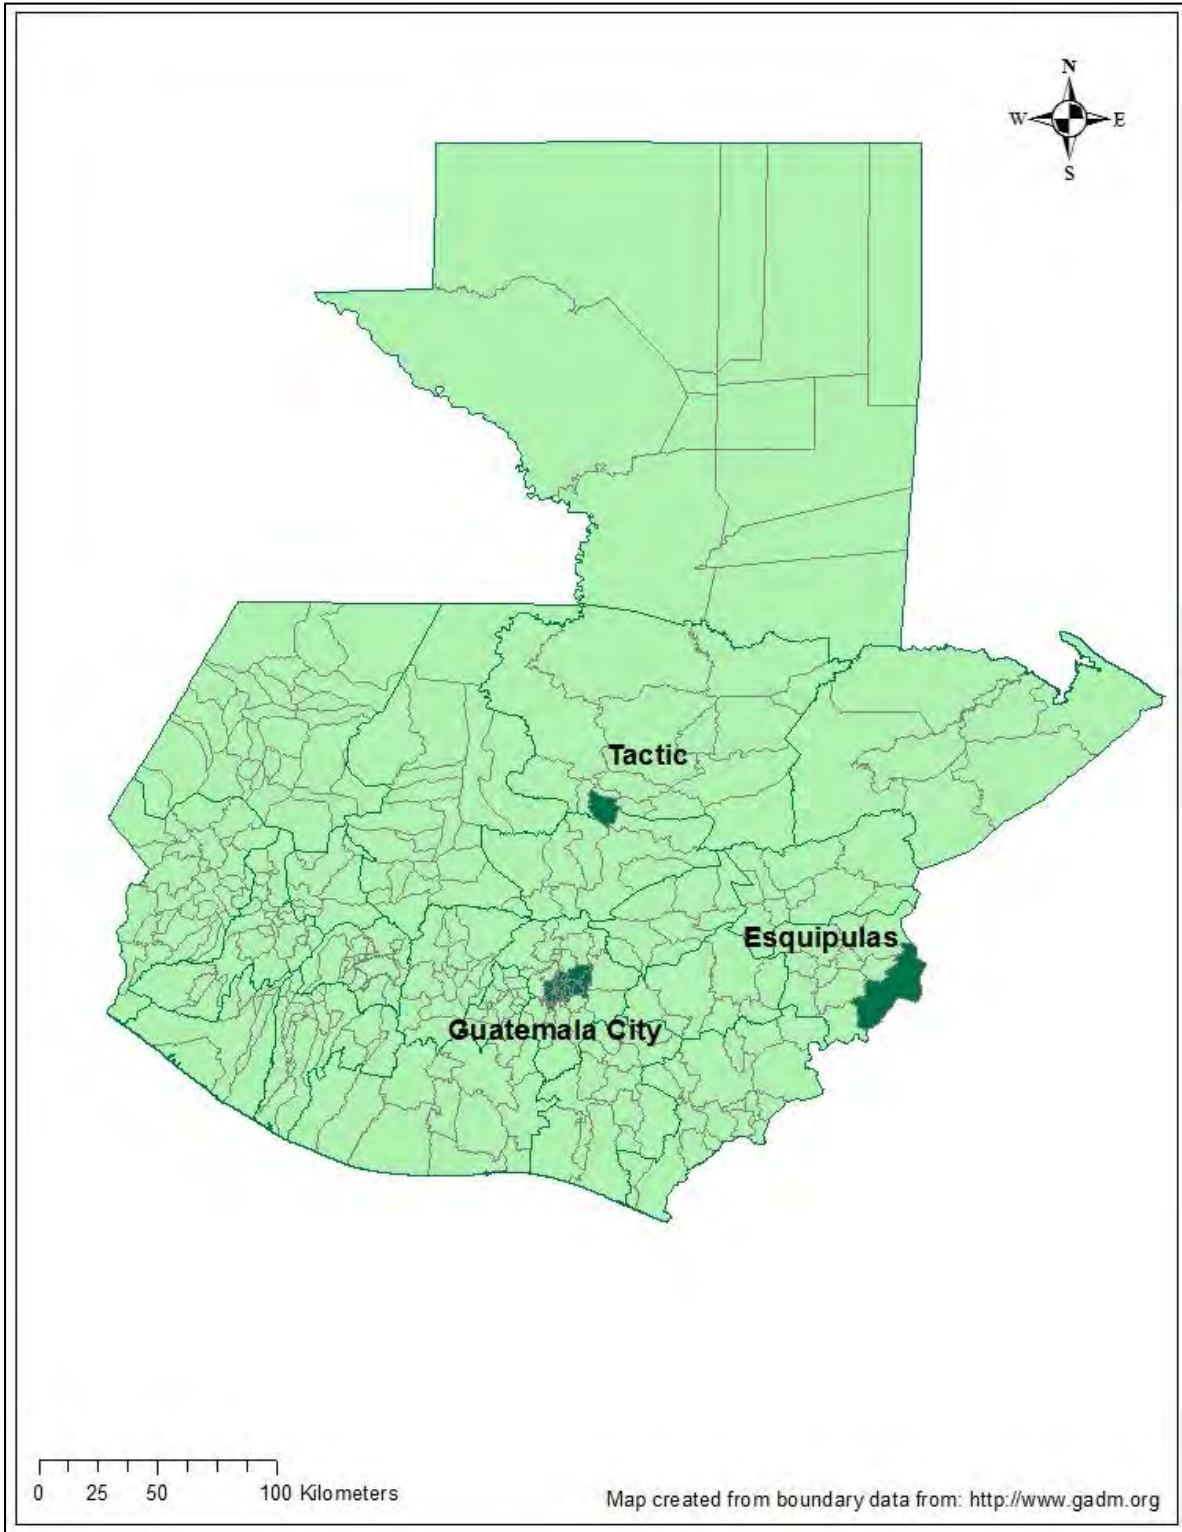 N
W E
S
Tactic
Esquipulas
Guatemala City
0 25 50 100 Kilometers
Map created from boundary data from: http://www.gadm.org